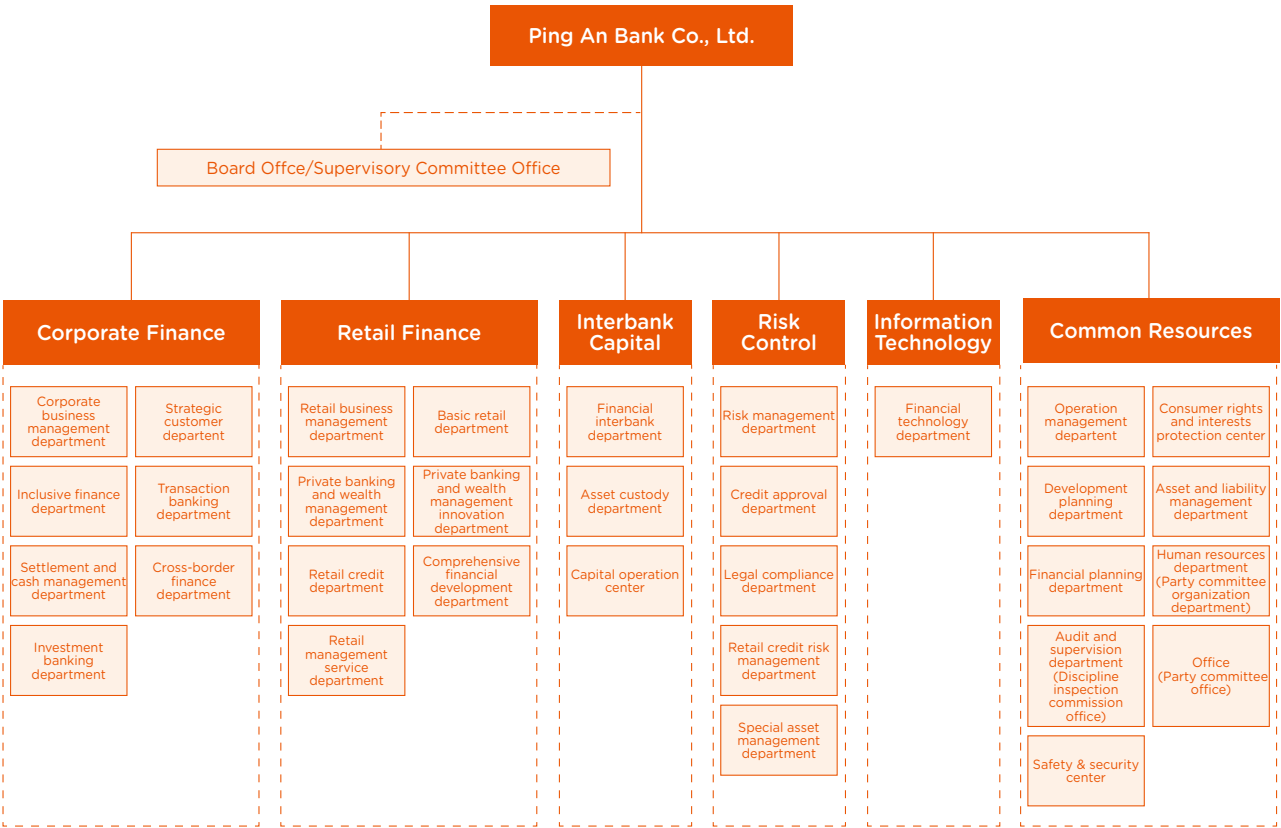 Ping An Bank Co., Ltd.
Board Offce/Supervisory Committee Office
Corporate Finance
Corporate
business
management
department
Strategic
customer
departent
Inclusive finance
department
Transaction
banking
department
Settlement and
cash management
department
Cross-border
finance
department
Investment
banking
department
Retail Finance
Retail business
management
department
Basic retail
department
Private banking
and wealth
management
department
Private banking
and wealth
management
innovation
department
Retail credit
department
Comprehensive
financial
development
department
Retail
management
service
department
Interbank
Capital
Financial
interbank
department
Asset custody
department
Capital operation
center
Risk
Control
Risk management
department
Credit approval
department
Legal compliance
department
Retail credit risk
management
department
Special asset
management
department
Information
Technology
Financial
technology
department
Common Resources
Operation
management
departent
Consumer rights
and interests
protection center
Development
planning
department
Asset and liability
management
department
Financial planning
department
Human resources
department
(Party committee
organization
department)
Audit and
supervision
department
(Discipline
inspection
commission
office)
Office
(Party committee
office)
Safety & security
center